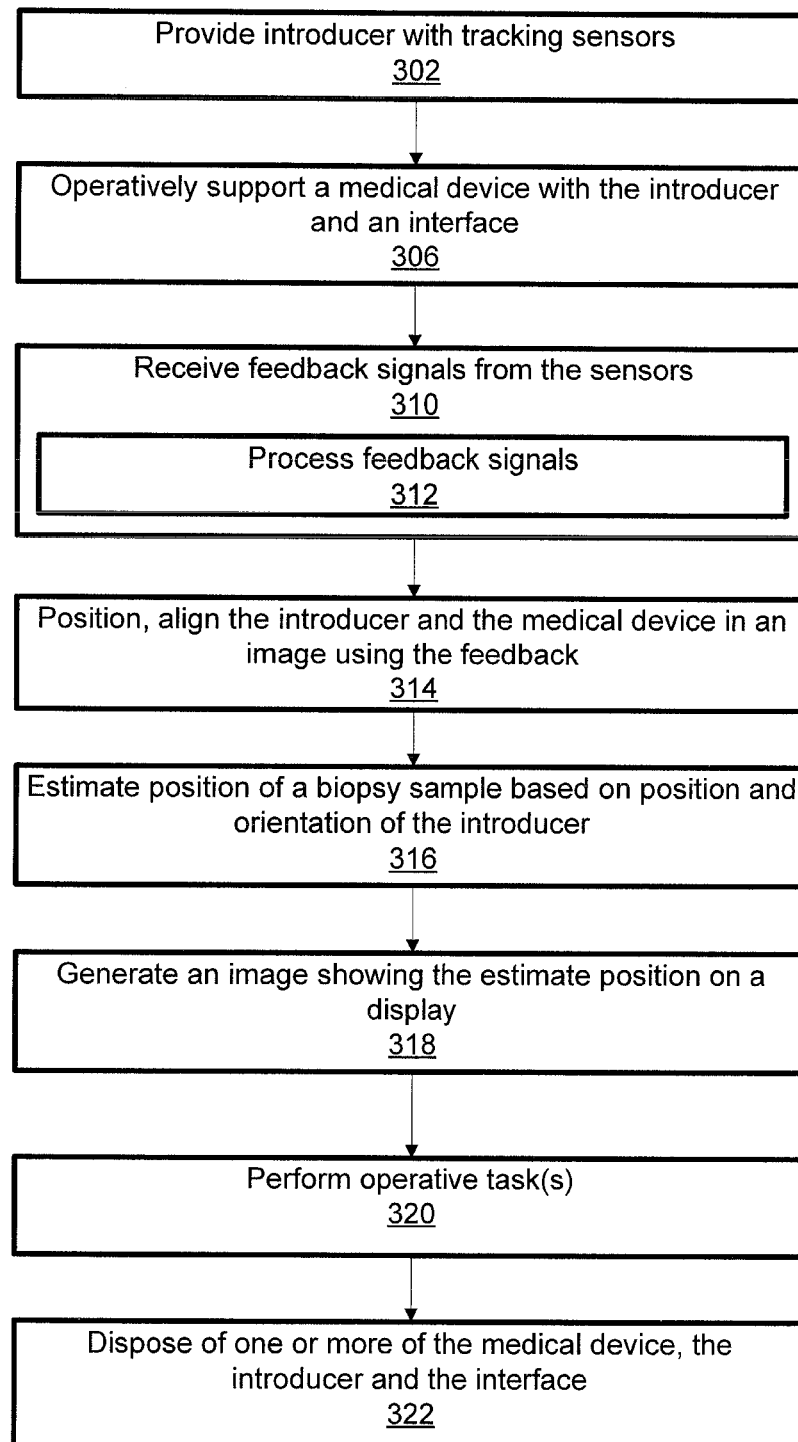 Provide introducer with tracking sensors
302
Operatively support a medical device with the introducer
and an interface
306
Receive feedback signals from the sensors
310
Process feedback signals
312
Position, align the introducer and the medical device in an
image using the feedback
314
Estimate position of a biopsy sample based on position and
orientation of the introducer
316
Generate an image showing the estimate position on a
display
318
Perform operative task(s)
320
Dispose of one or more of the medical device, the
introducer and the interface
322